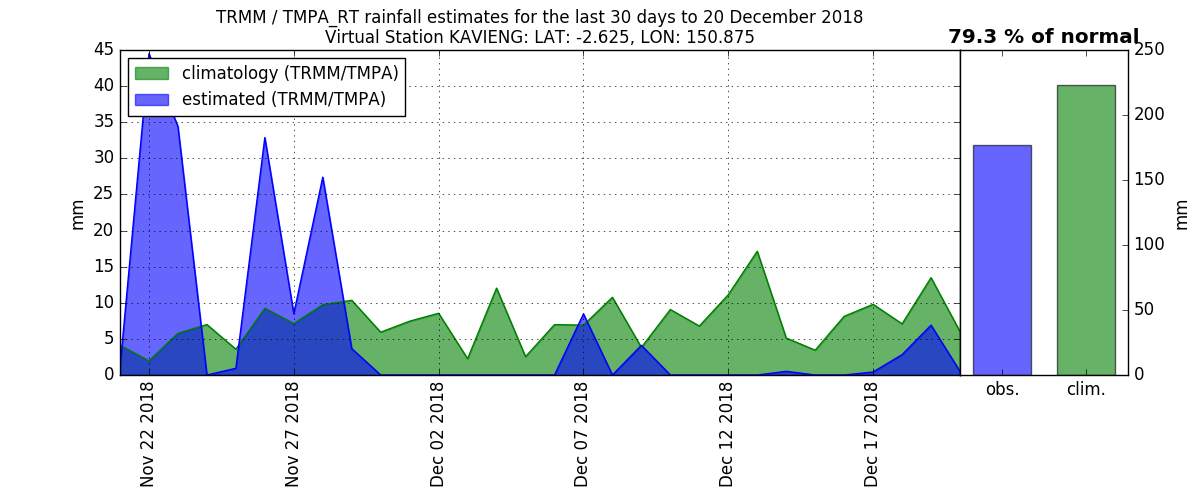 TRMM / TMPA_RT rainfall estimates for the last 30 days to 20 December 2018
Virtual Station KAVIENG: LAT: -2.625, LON: 150.875
79.3 % of normal
climatology (TRMM/TMPA)
estimated (TRMM/TMPA)
45
40
35
30
25
20
15
10
5
0
mm
Nov 22 2018
Nov 27 2018
Dec 02 2018
Dec 07 2018
Dec 12 2018
Dec 17 2018
obs.
clim.
250
200
150
100
50
0
mm